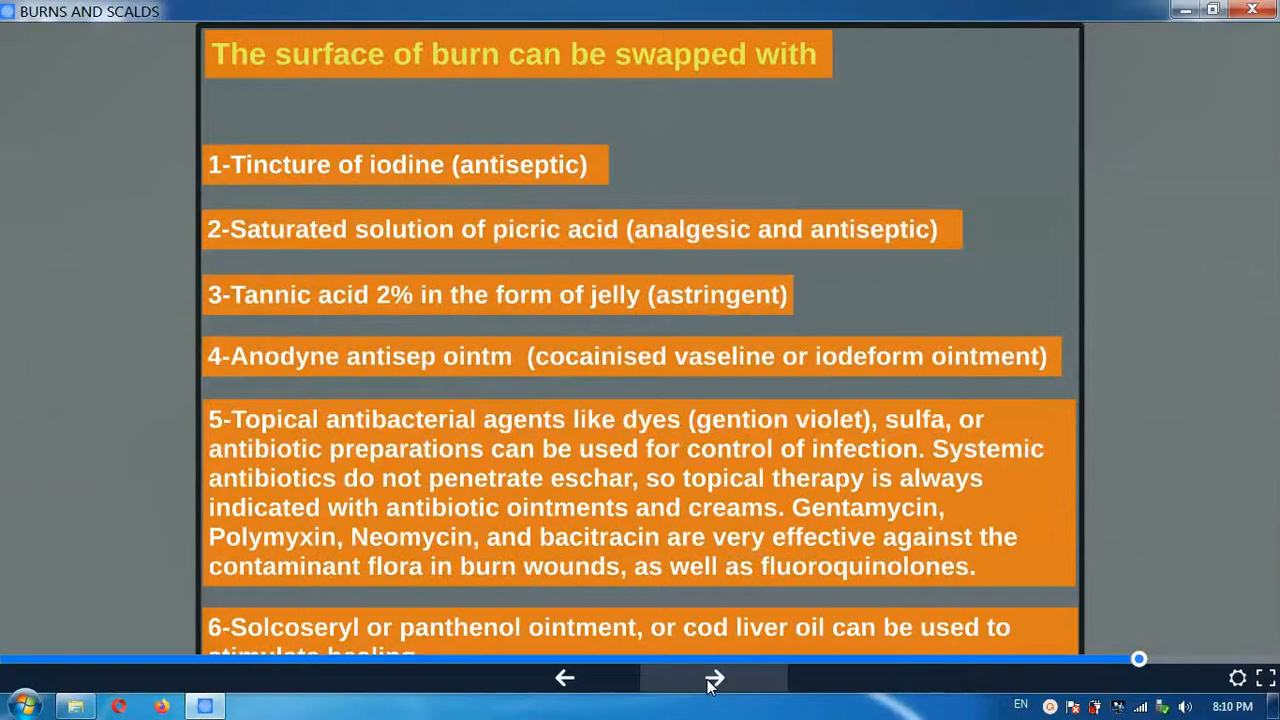 BURNS AND SCALDS
The surface of burn can be swapped with
1-Tincture of iodine (antiseptic)
2-Saturated solution of picric acid (analgesic and antiseptic)
3-Tannic acid 2% in the form of jelly (astringent)
4-Anodyne antisep ointm (cocainised vaseline or iodeform ointment)
5-Topical antibacterial agents like dyes (gention violet), sulfa, or
antibiotic preparations can be used for control of infection. Systemic
antibiotics do not penetrate eschar, so topical therapy is always
indicated with antibiotic ointments and creams. Gentamycin,
Polymyxin, Neomycin, and bacitracin are very effective against the
contaminant flora in burn wounds, as well as fluoroquinolones.
6-Solcoseryl or panthenol ointment, or cod liver oil can be used to
stimulate healing
EN
8:10 PM